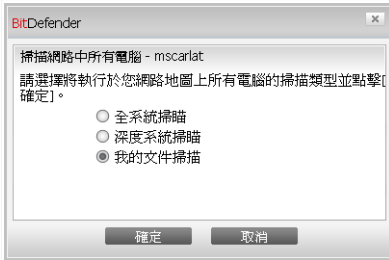 BitDefender
掃描網路中所有電腦 - mscarlat
請選擇將執行於您網路地圖上所有電腦的掃描類型並點擊[
確定]。
全系統掃瞄
深度系統掃瞄
我的文件掃描
確定
取消